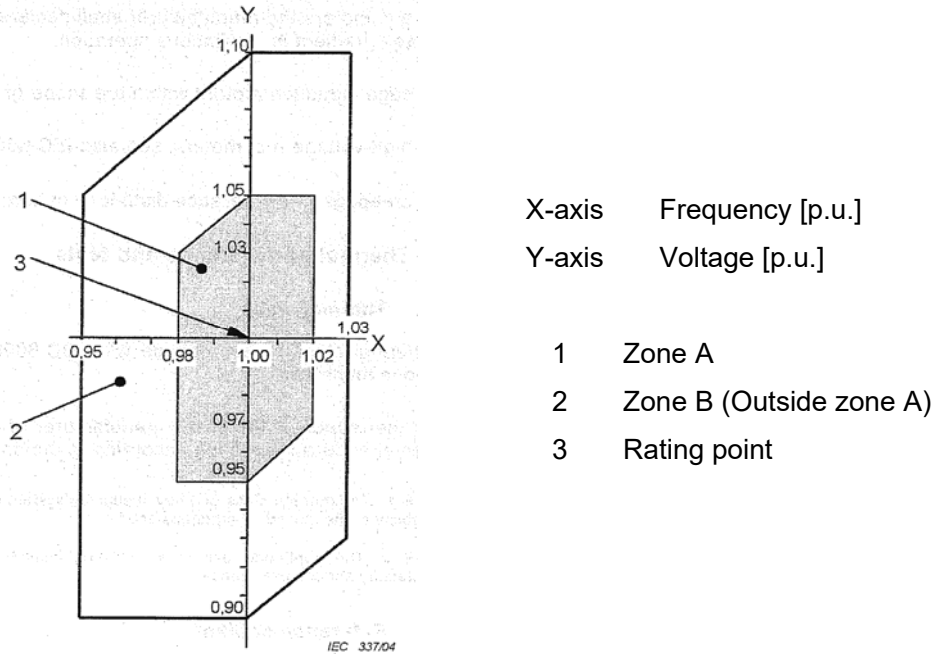 Y
1,10
1,05
1
1,03
3
1,03
X
0,95
0,98
1,00
1,02
2
0,97
0,95
0,90
IEC 337/04
X-axis Frequency [p.u.]
Y-axis Voltage [p.u.]
1 Zone A
2 Zone B (Outside zone A)
3 Rating point